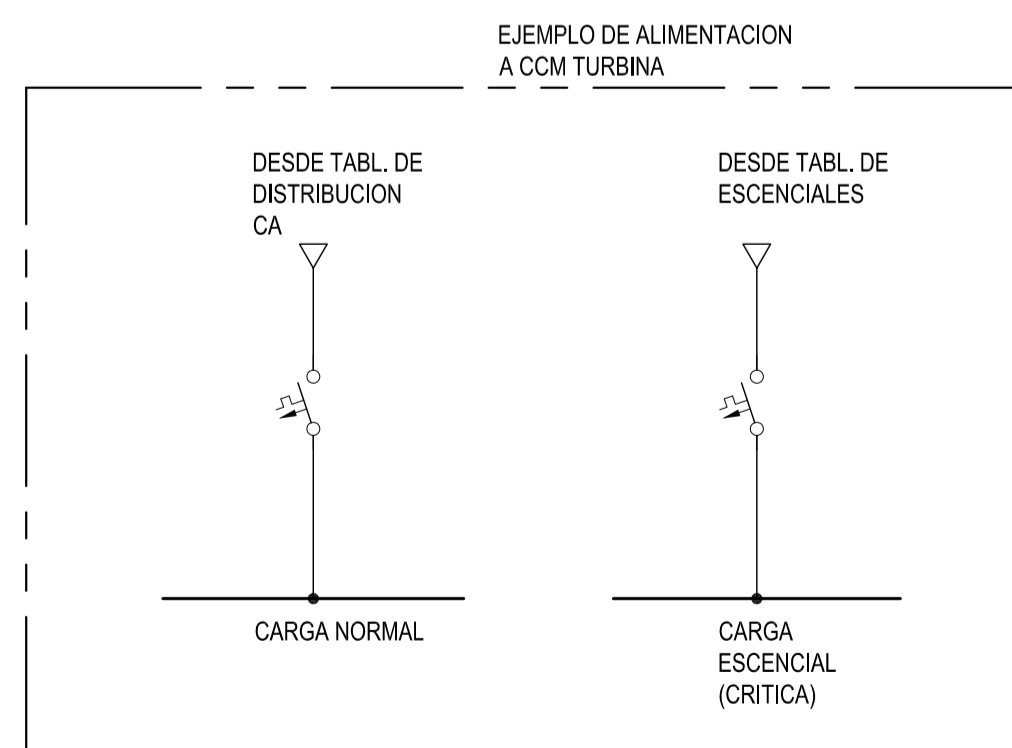 EJEMPLO DE ALIMENTACION
A CCM TURBINA
DESDE TABL. DE
DISTRIBUCION
CA
DESDE TABL. DE
ESCENCIALES
CARGA NORMAL
CARGA
ESCENCIAL
(CRITICA)